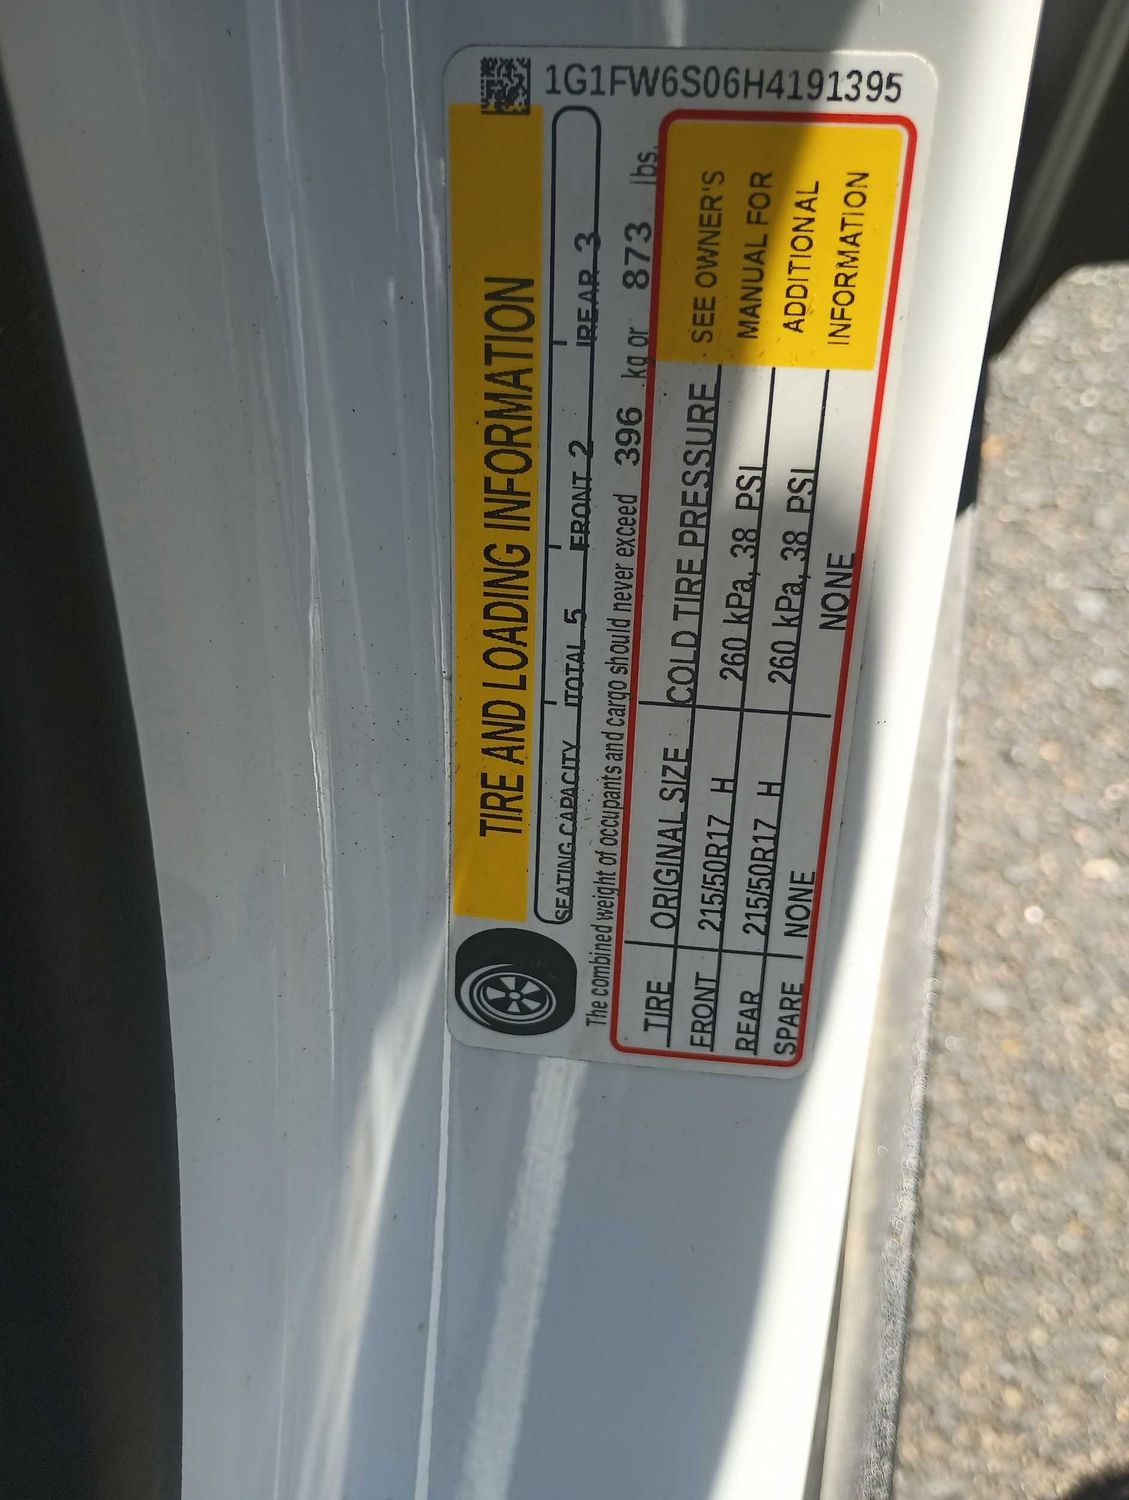 1G1FW6S06H4191395
TIRE AND LOADING INFORMATION
SEATING CAPACITY TOTAL 5 FRONT 2 REAR 3
The combined weight of occupants and cargo should never exceed 396 kg or 873 lbs.
TIRE ORIGINAL SIZE COLD TIRE PRESSURE
FRONT 215/50R17 H 260 kPa, 38 PSI
REAR 215/50R17 H 260 kPa, 38 PSI
SPARE NONE NONE
SEE OWNER'S
MANUAL FOR
ADDITIONAL
INFORMATION